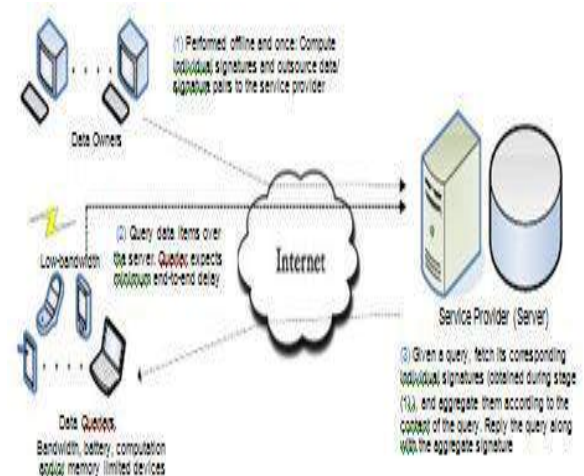 (1) Performed offline and once: Compute
individual signatures and outsource data/
signature pairs to the service provider
Data Owners
(2) Query data items over
the server. Querier expects
minimum end-to-end delay
Low-bandwidth
Internet
Service Provider (Server)
(3) Given a query, fetch its corresponding
individual signatures (obtained during stage
(1)), and aggregate them according to the
content of the query. Reply the query along
with the aggregate signature
Data Queriers,
Bandwidth, battery, computation
and/or memory limited devices